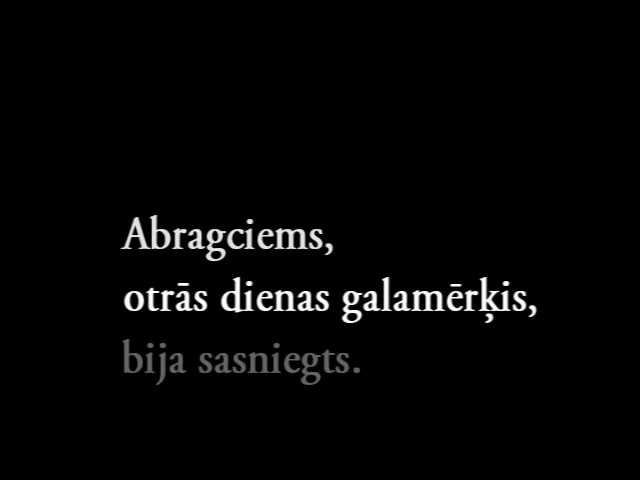 Abragciems,
otrās dienas galamērķis,
bija sasniegts.